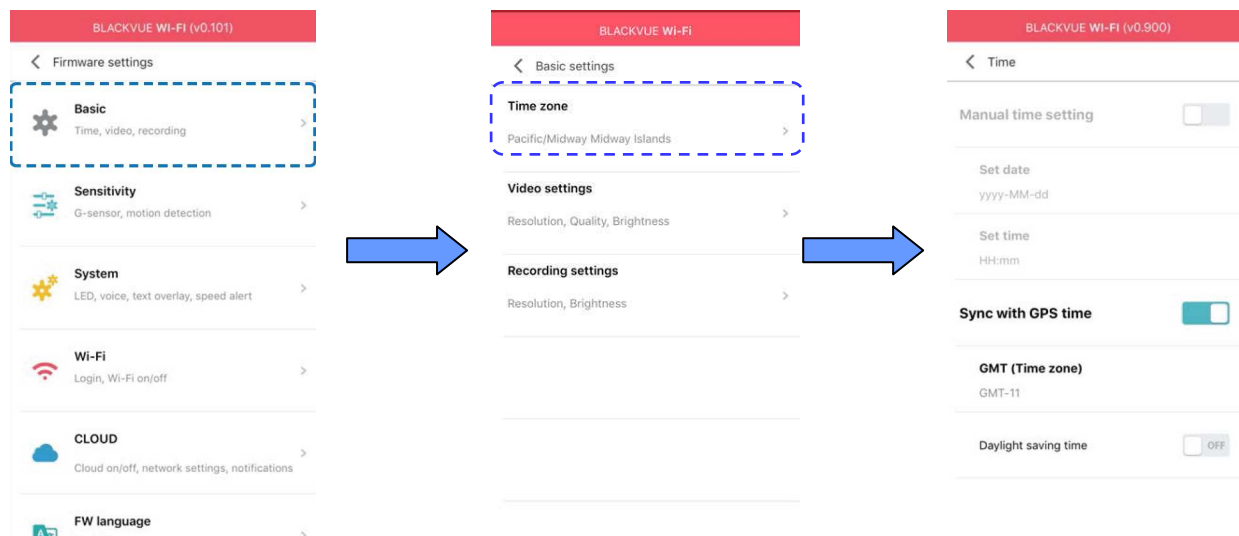 BLACKVUE WI-FI (v0.101)
Firmware settings
Basic
Time, video, recording
Sensitivity
G-sensor, motion detection
System
LED, voice, text overlay, speed alert
Wi-Fi
Login, Wi-Fi on/off
CLOUD
Cloud on/off, network settings, notifications
FW language
BLACKVUE Wi-Fi
Basic settings
Time zone
Pacific/Midway Midway Islands
Video settings
Resolution, Quality, Brightness
Recording settings
Resolution, Brightness
BLACKVUE WI-FI (v0.900)
Time
Manual time setting
Set date
yyyy-MM-dd
Set time
HH:mm
Sync with GPS time
GMT (Time zone)
GMT-11
Daylight saving time
OFF